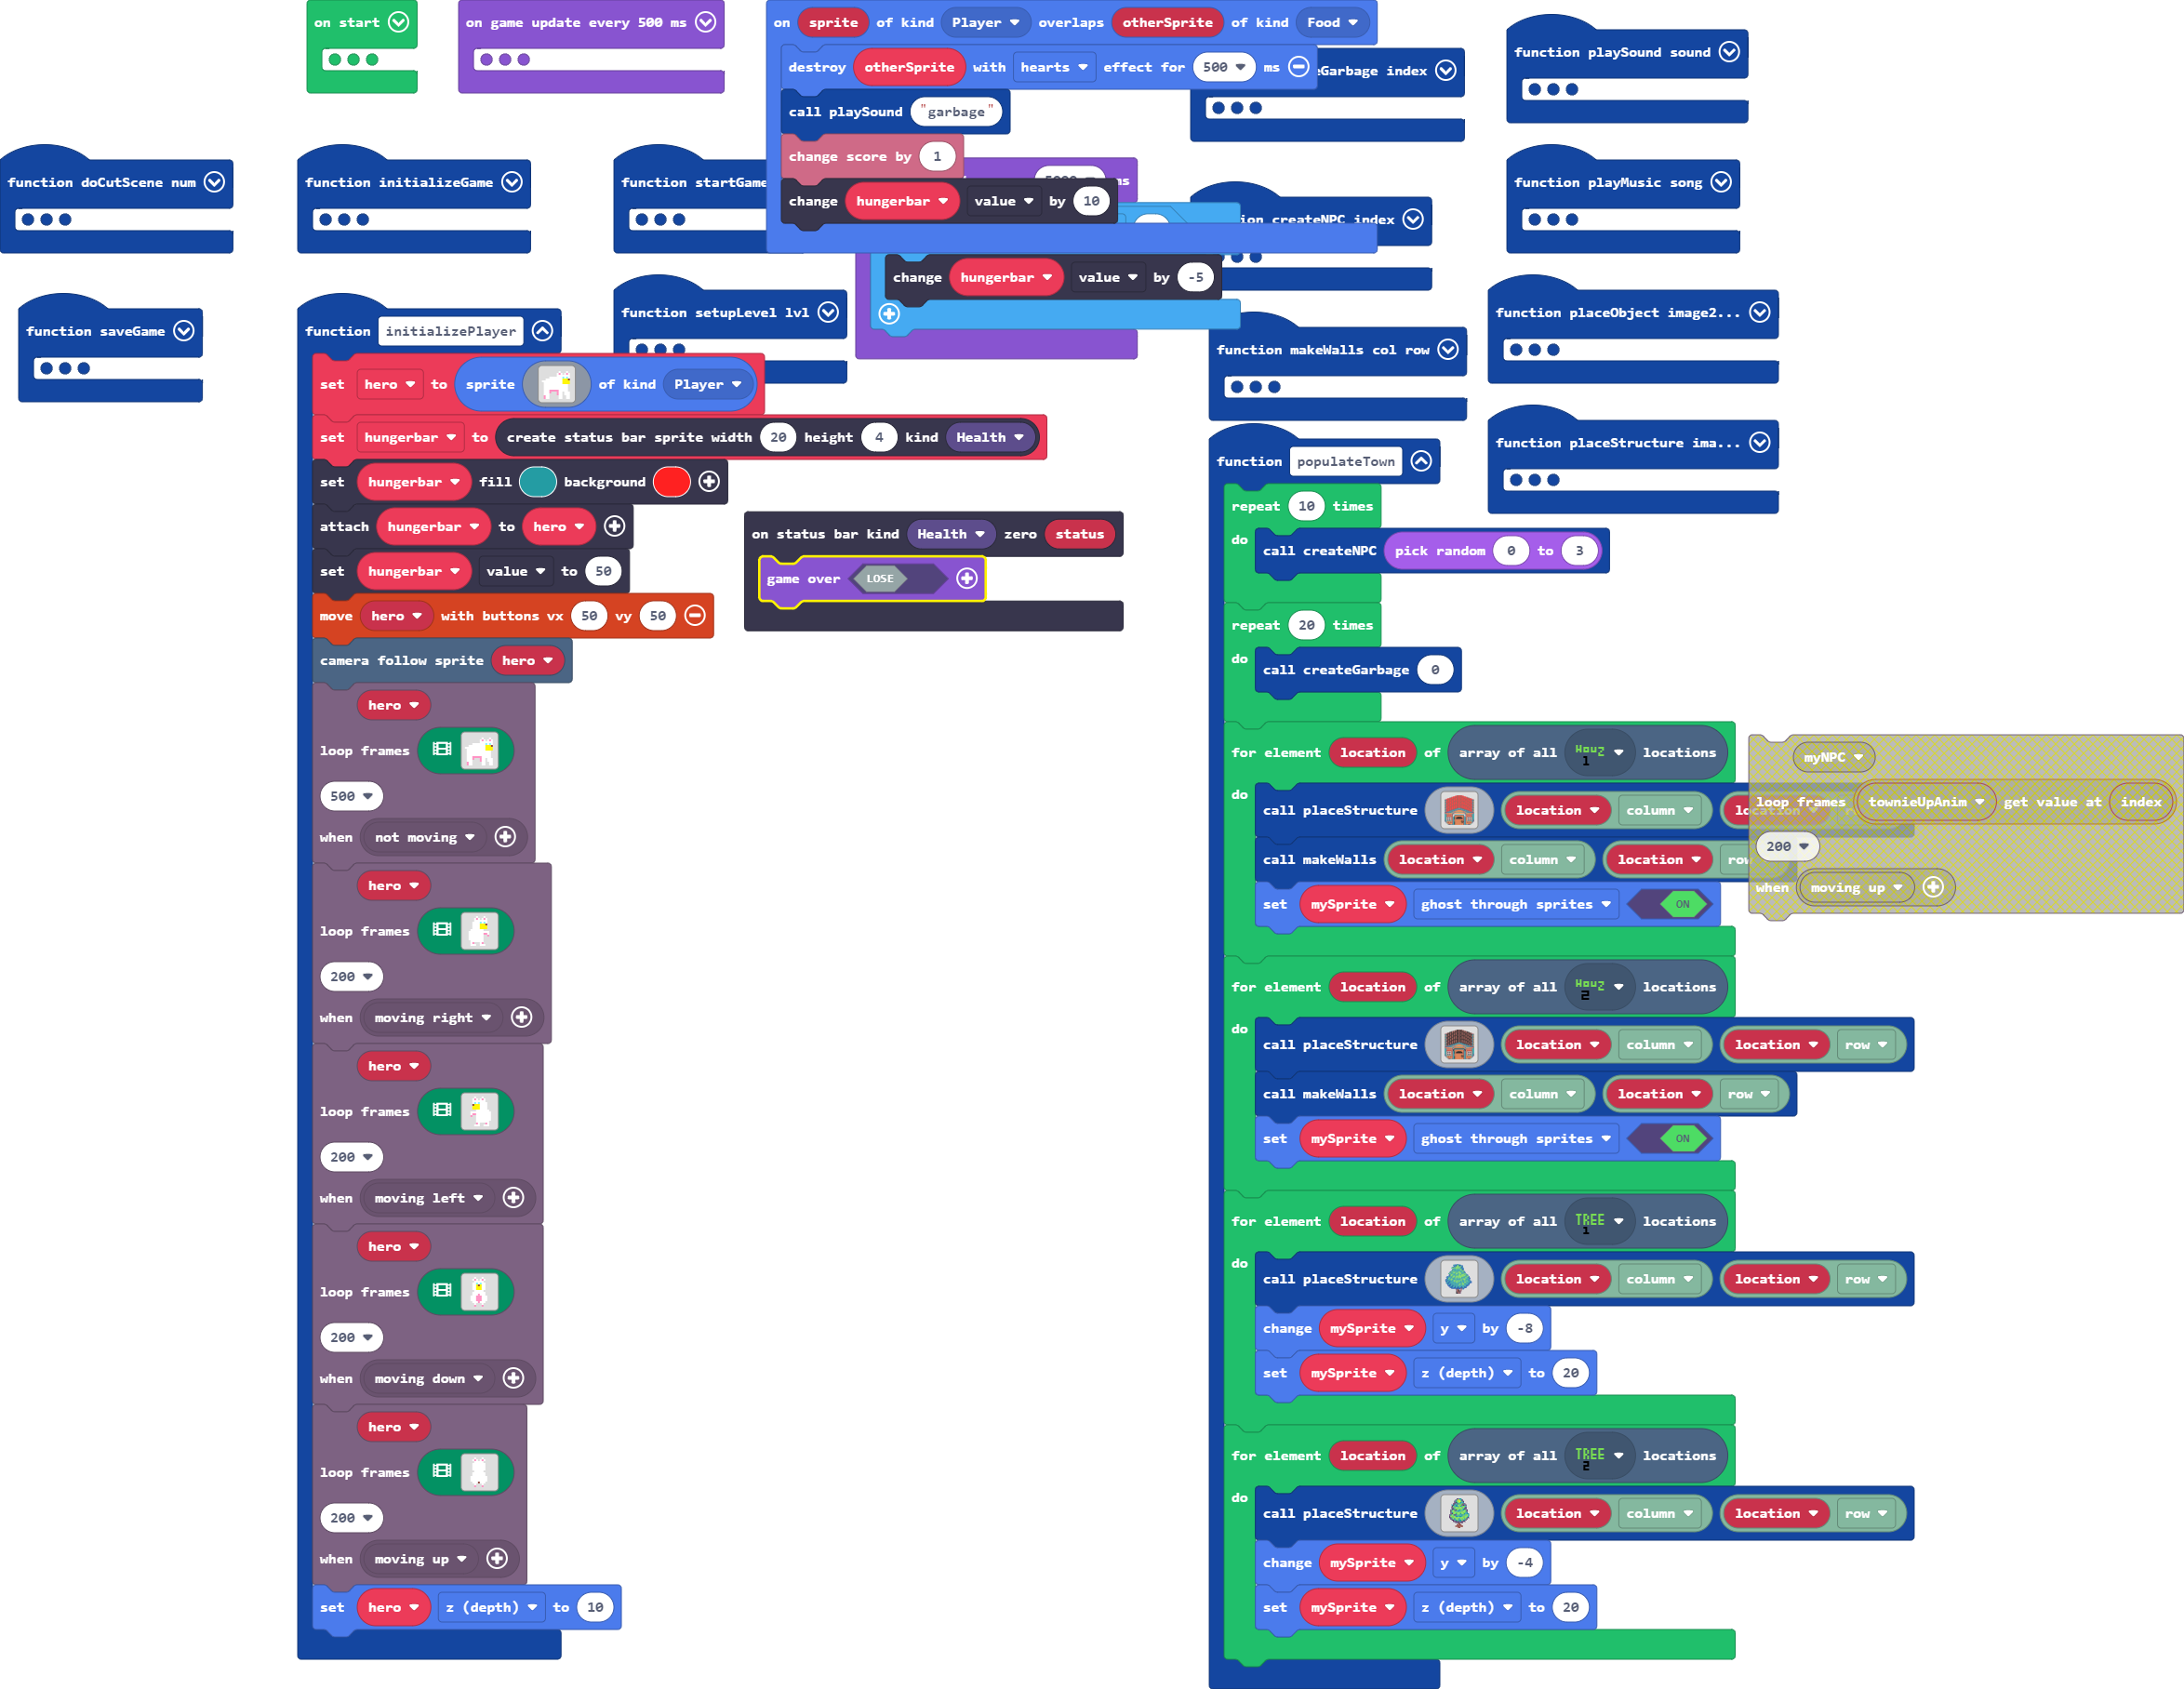 on start
on game update every 500 ms
on sprite of kind Player overlaps otherSprite of kind Food
destroy otherSprite with hearts effect for 500 ms
call playSound "garbage"
change score by 1
change hungerbar value by 10
eGarbage index
function playSound sound
function doCutScene num
function initializeGame
function startGame
ms
change hungerbar value by -5
ion createNPC index
function playMusic song
function saveGame
function setupLevel lvl
function makeWalls col row
function placeObject image2...
function placeStructure ima...
function initializePlayer
set hero to sprite of kind Player
set hungerbar to create status bar sprite width 20 height 4 kind Health
set hungerbar fill background
attach hungerbar to hero
set hungerbar value to 50
move hero with buttons vx 50 vy 50
camera follow sprite hero
hero
loop frames
500
when not moving
hero
loop frames
200
when moving right
hero
loop frames
200
when moving left
hero
loop frames
200
when moving down
hero
loop frames
200
when moving up
set hero z (depth) to 10
on status bar kind Health zero status
game over LOSE
function populateTown
repeat 10 times
do
call createNPC pick random 0 to 3
repeat 20 times
do
call createGarbage 0
for element location of array of all Houz 1 locations
do
call placeStructure location column
call makeWalls location column location row
set mySprite ghost through sprites ON
for element location of array of all Houz 2 locations
do
call placeStructure location column location row
call makeWalls location column location row
set mySprite ghost through sprites ON
for element location of array of all TREE 1 locations
do
call placeStructure location column location row
change mySprite y by -8
set mySprite z (depth) to 20
for element location of array of all TREE 2 locations
do
call placeStructure location column location row
change mySprite y by -4
set mySprite z (depth) to 20
myNPC
loop frames townieUpAnim get value at index
200
when moving up